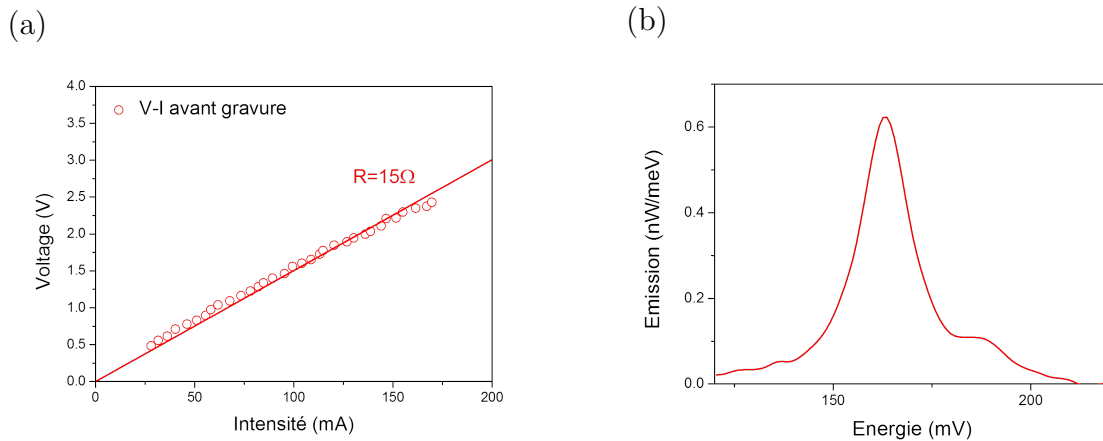 (a)
(b)
4.0
3.5
3.0
2.5
2.0
1.5
1.0
0.5
0.0
Voltage (V)
V-I avant gravure
R=15Ω
0
50
100
150
200
Intensité (mA)
0.6
0.4
0.2
0.0
Emission (nW/meV)
150
200
Energie (mV)